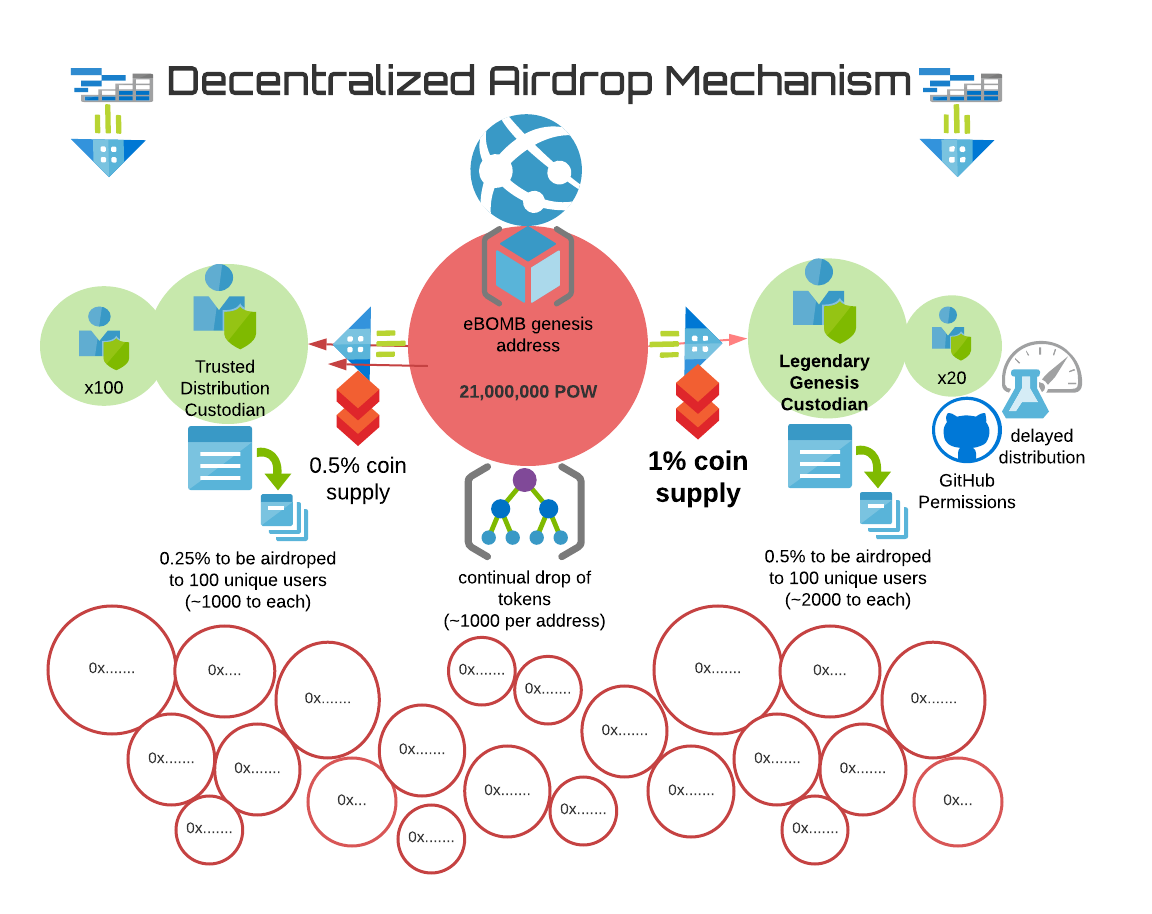 Decentralized Airdrop Mechanism
eBOMB genesis
address
21,000,000 POW
x100
Trusted
Distribution
Custodian
Legendary
Genesis
Custodian
x20
delayed
distribution
GitHub
Permissions
0.5% coin
supply
1% coin
supply
0.25% to be airdroped
to 100 unique users
(~1000 to each)
continual drop of
tokens
(~1000 per address)
0.5% to be airdroped
to 100 unique users
(~2000 to each)
0x.......
0x....
0x.......
0x.......
0x.......
0x.......
0x....
0x.......
0x.......
0x.......
0x.......
0x.......
0x.......
0x.......
0x.......
0x.......
0x.......
0x...
0x.......
0x...
0x.......
0x.......
0x.......